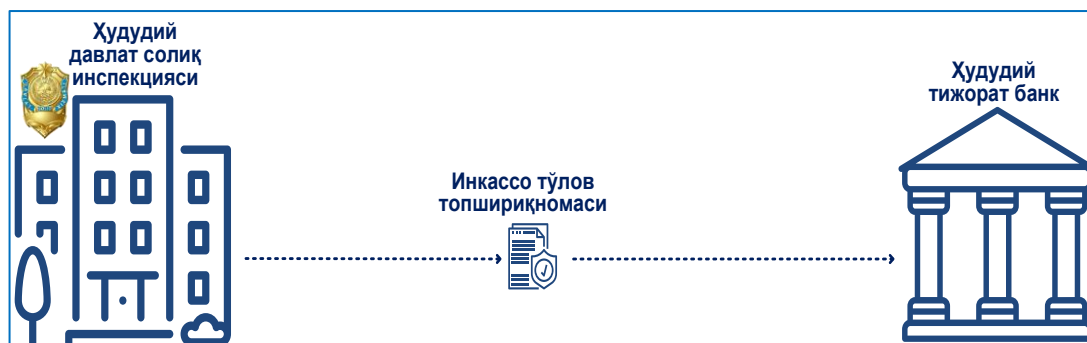 Ҳудудий
давлат солиқ
инспекцияси
Ҳудудий
тижорат банк
Инкассо тўлов
топшириқномаси